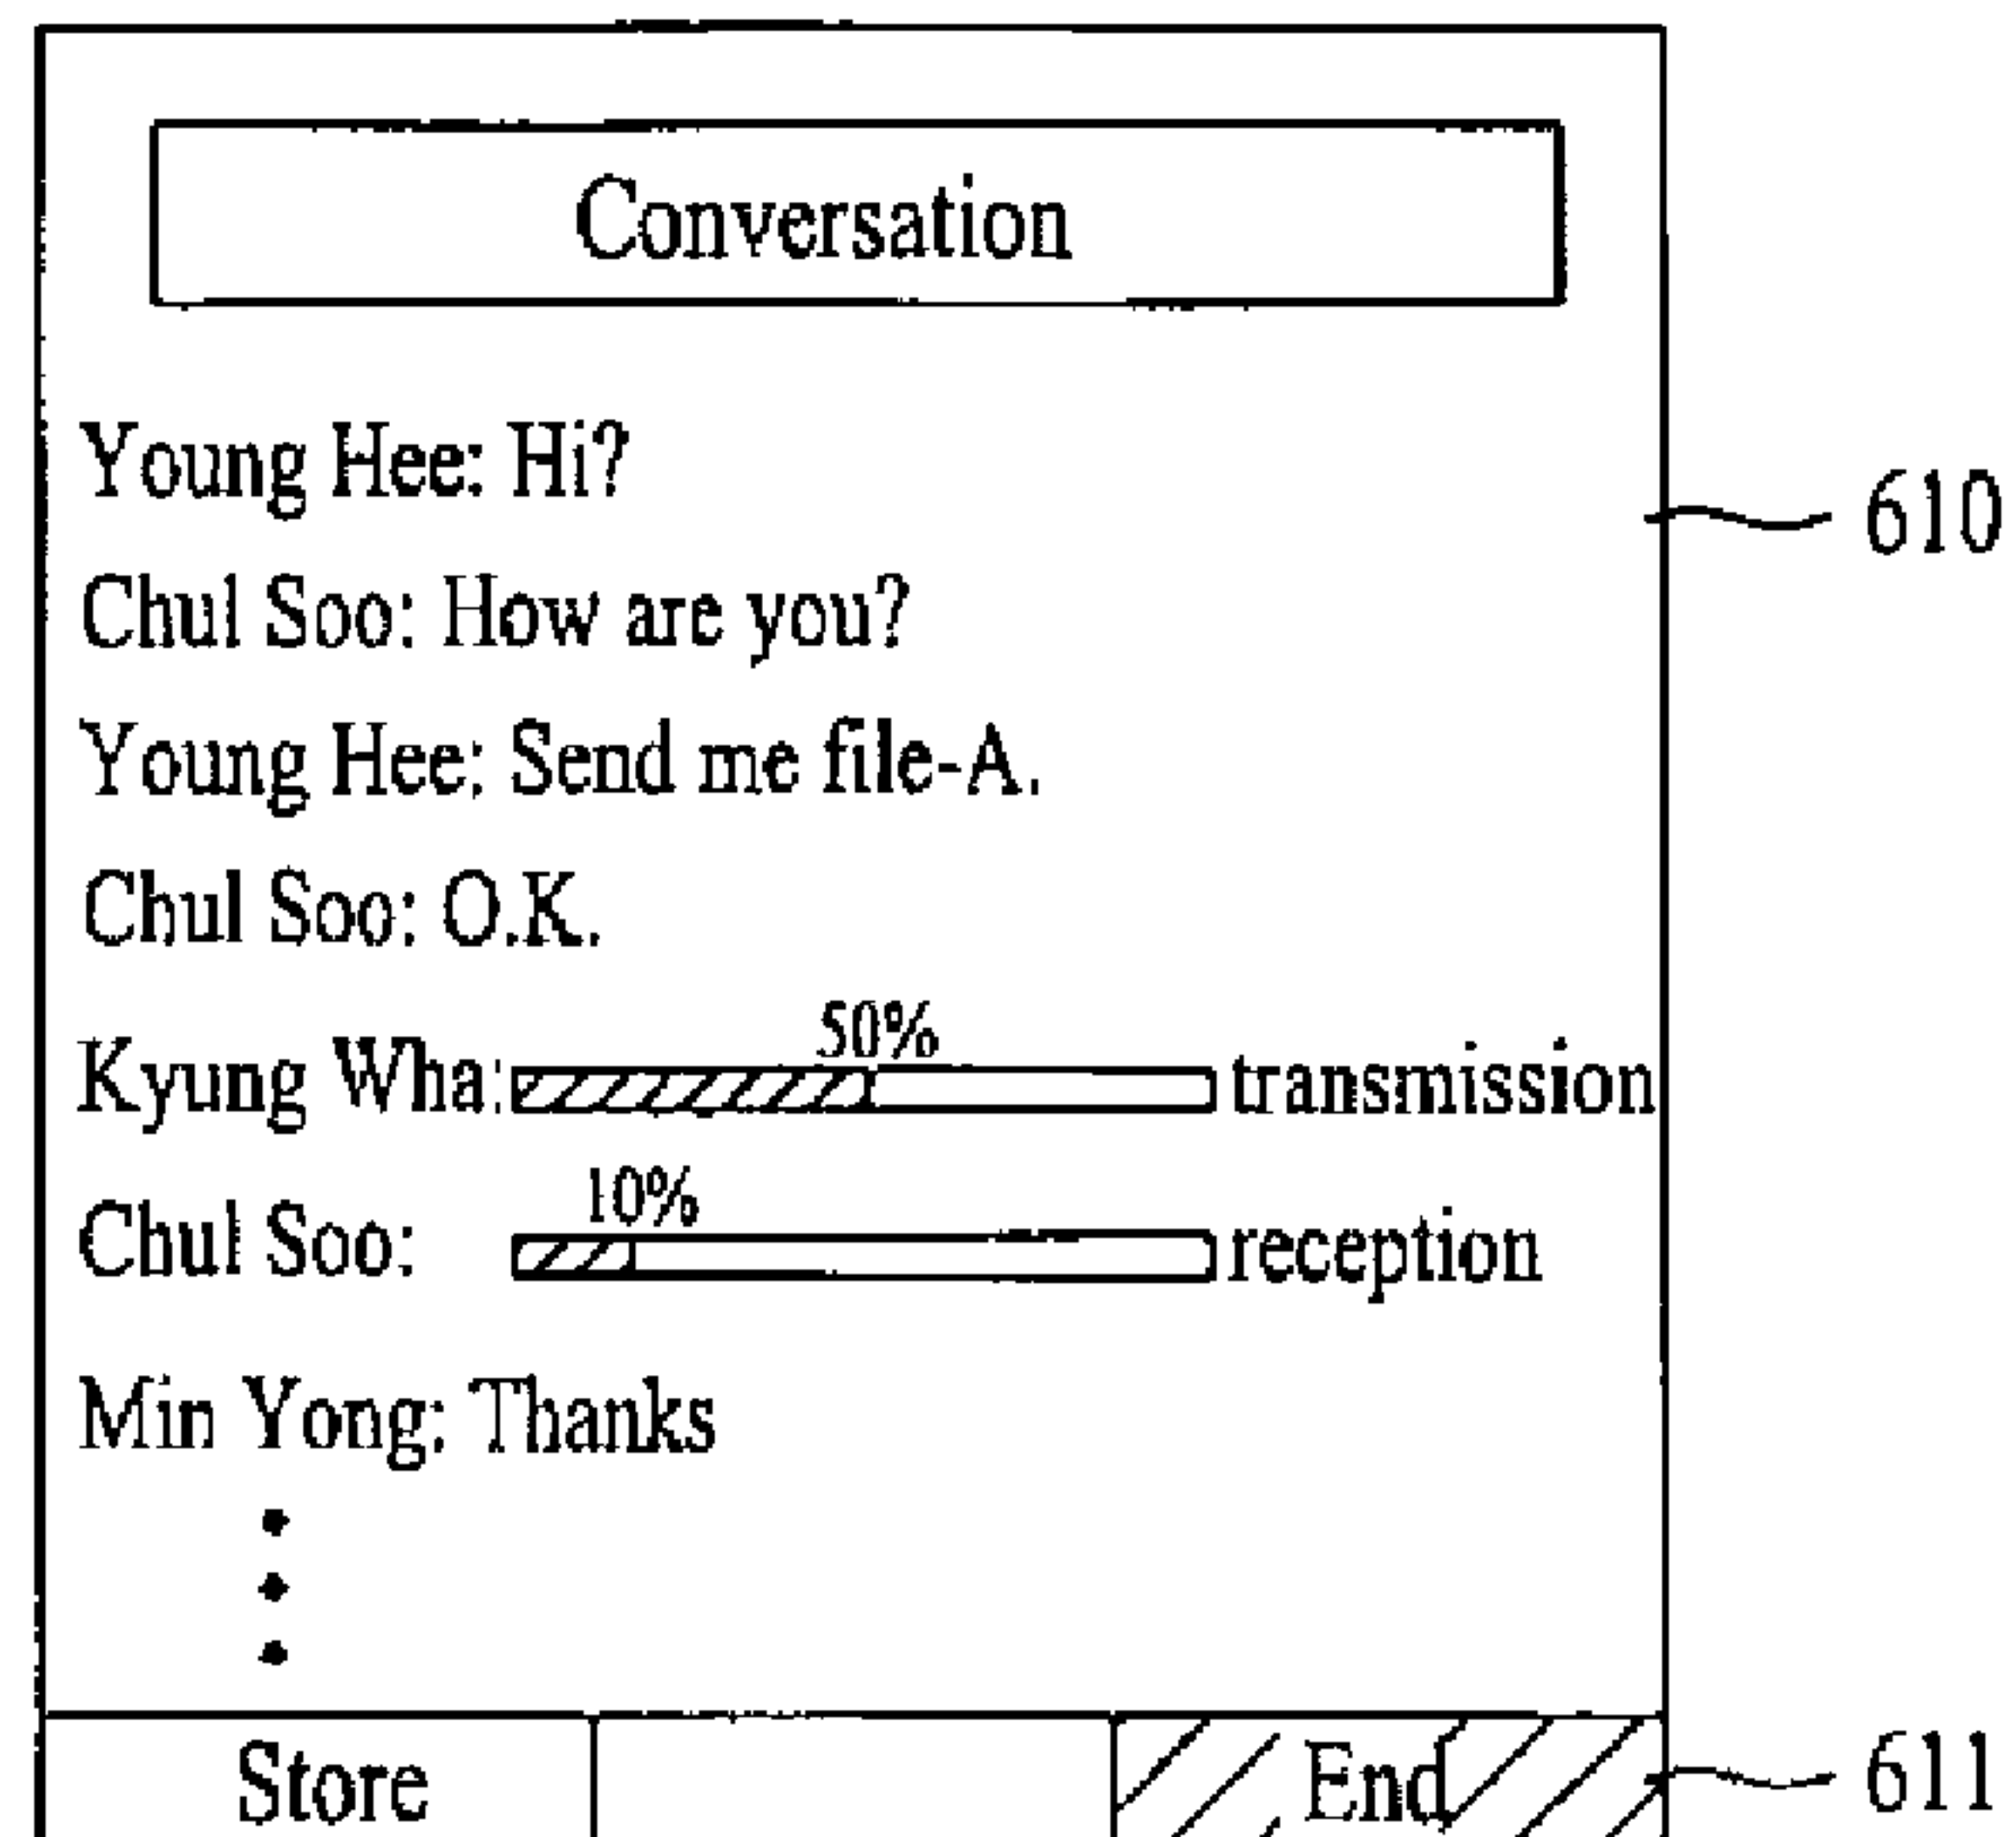 Conversation
Young Hee: Hi?
610
Chul Soo: How are you?
Young Hee: Send me file-A.
Chul Soo: O.K.
50%
Kyung Wha: transmission
10%
Chul Soo: reception
Min Yong: Thanks
Store End 611